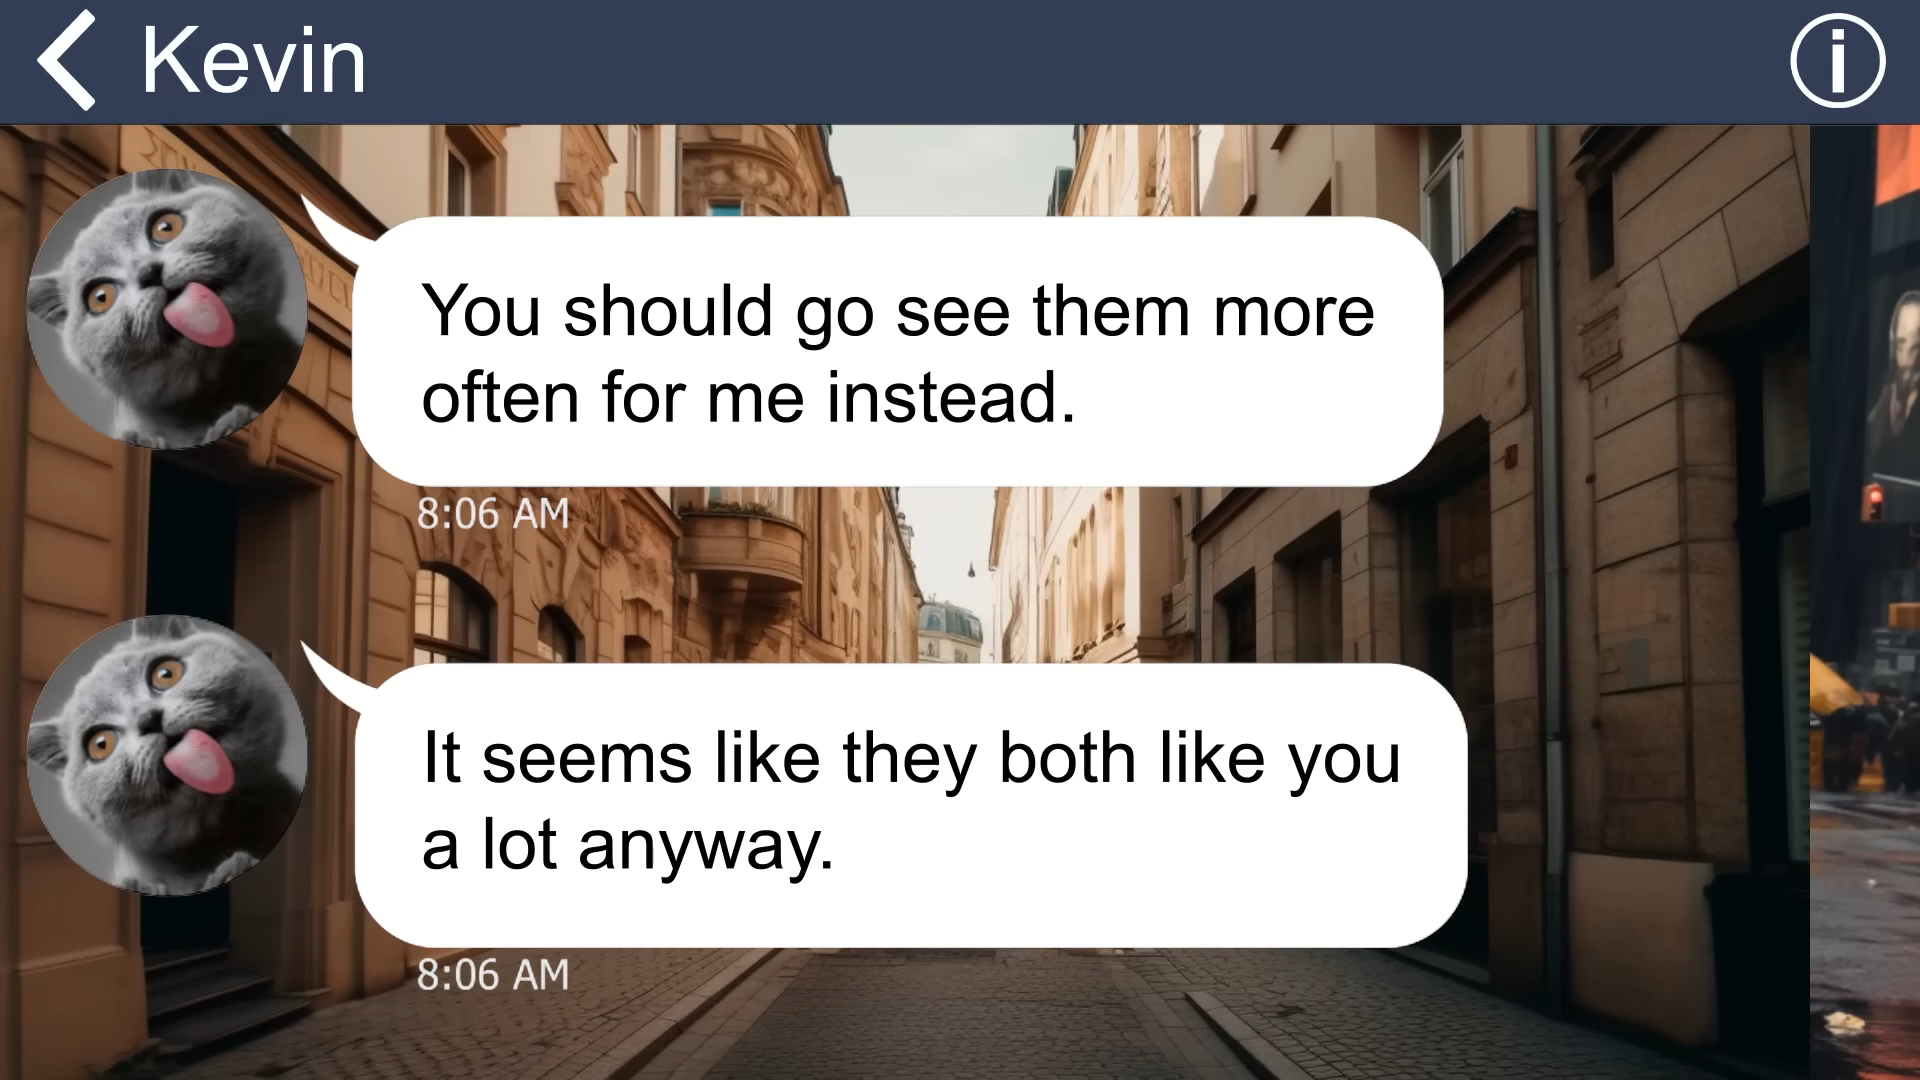 Kevin
You should go see them more
often for me instead.
8:06 AM
It seems like they both like you
a lot anyway.
8:06 AM